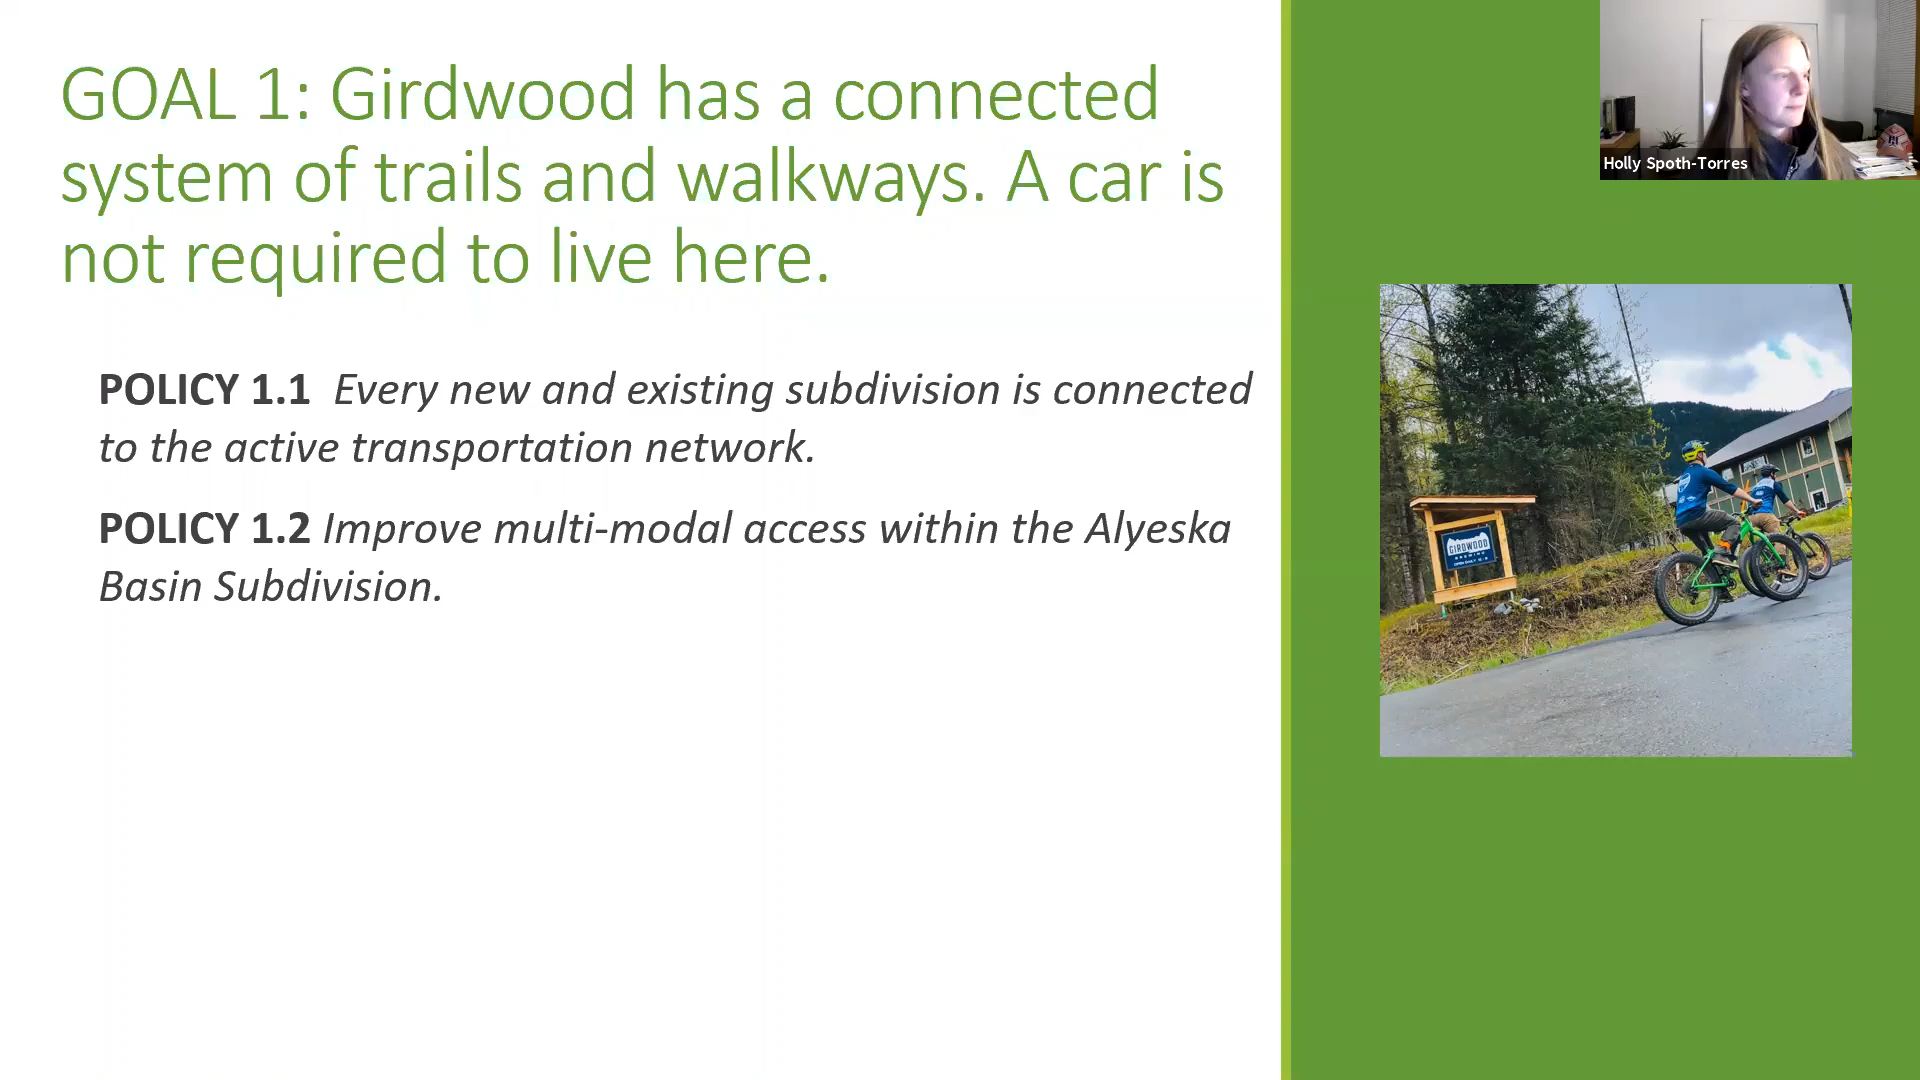 GOAL 1: Girdwood has a connected
system of trails and walkways. A car is
not required to live here.
POLICY 1.1 Every new and existing subdivision is connected
to the active transportation network.
POLICY 1.2 Improve multi-modal access within the Alyeska
Basin Subdivision.
Holly Spoth-Torres
GIRDWOOD
BREWING